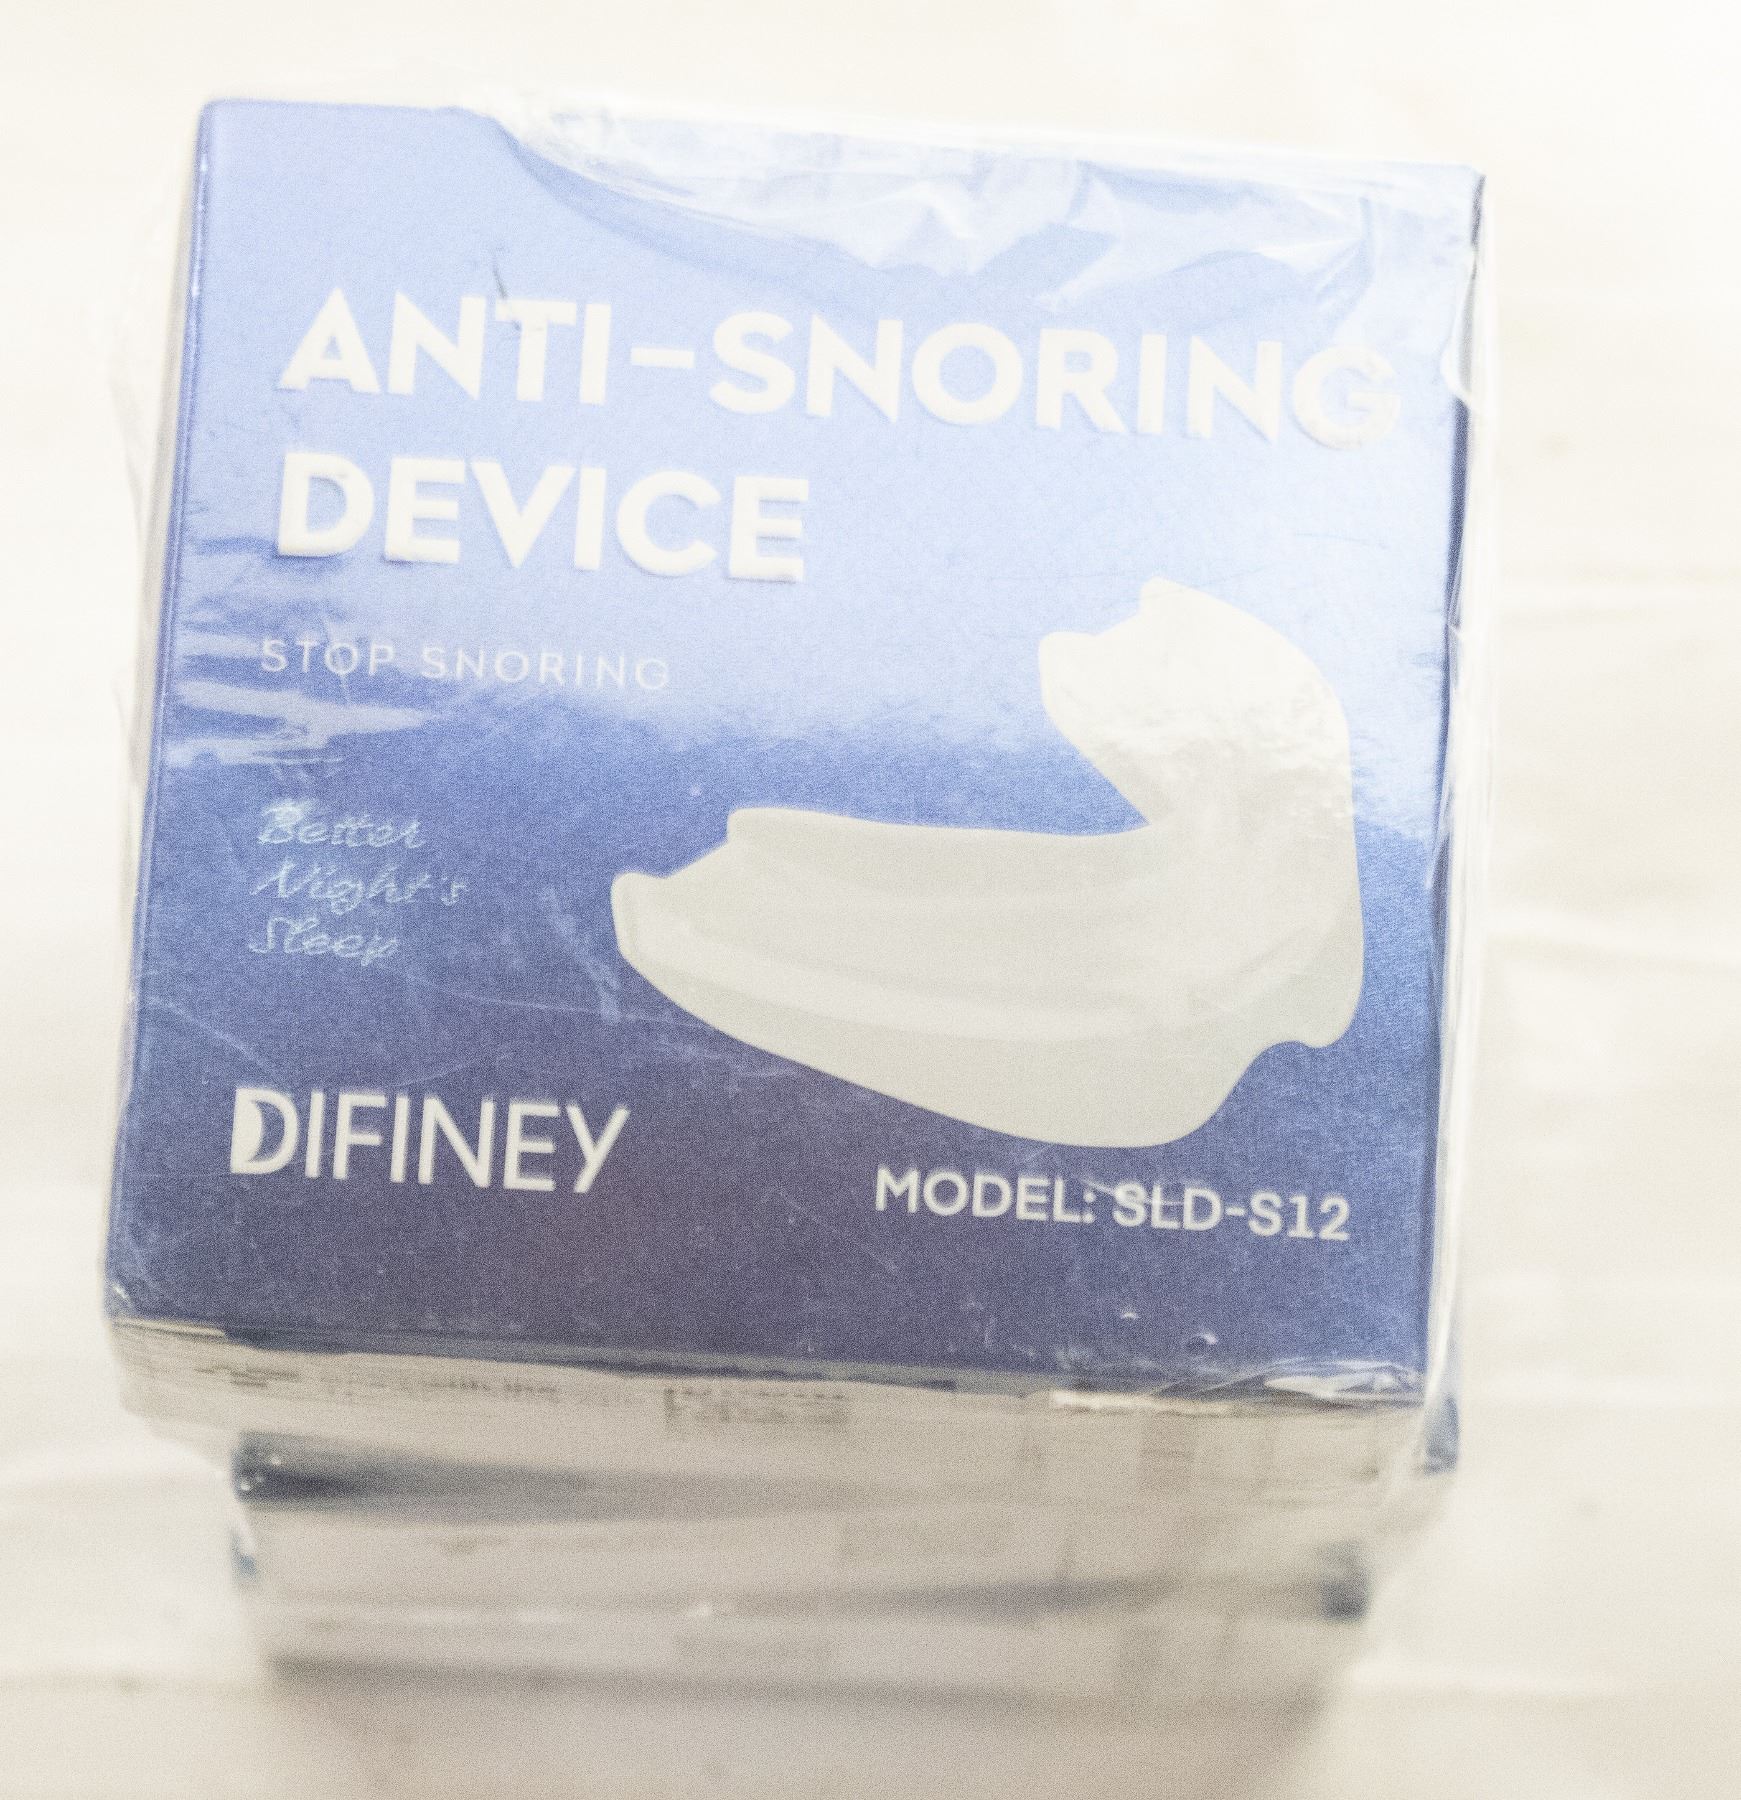 ANTI-SNORING
DEVICE
STOP SNORING
Better
Night's
Sleep
DIFINEY
MODEL: SLD-S12